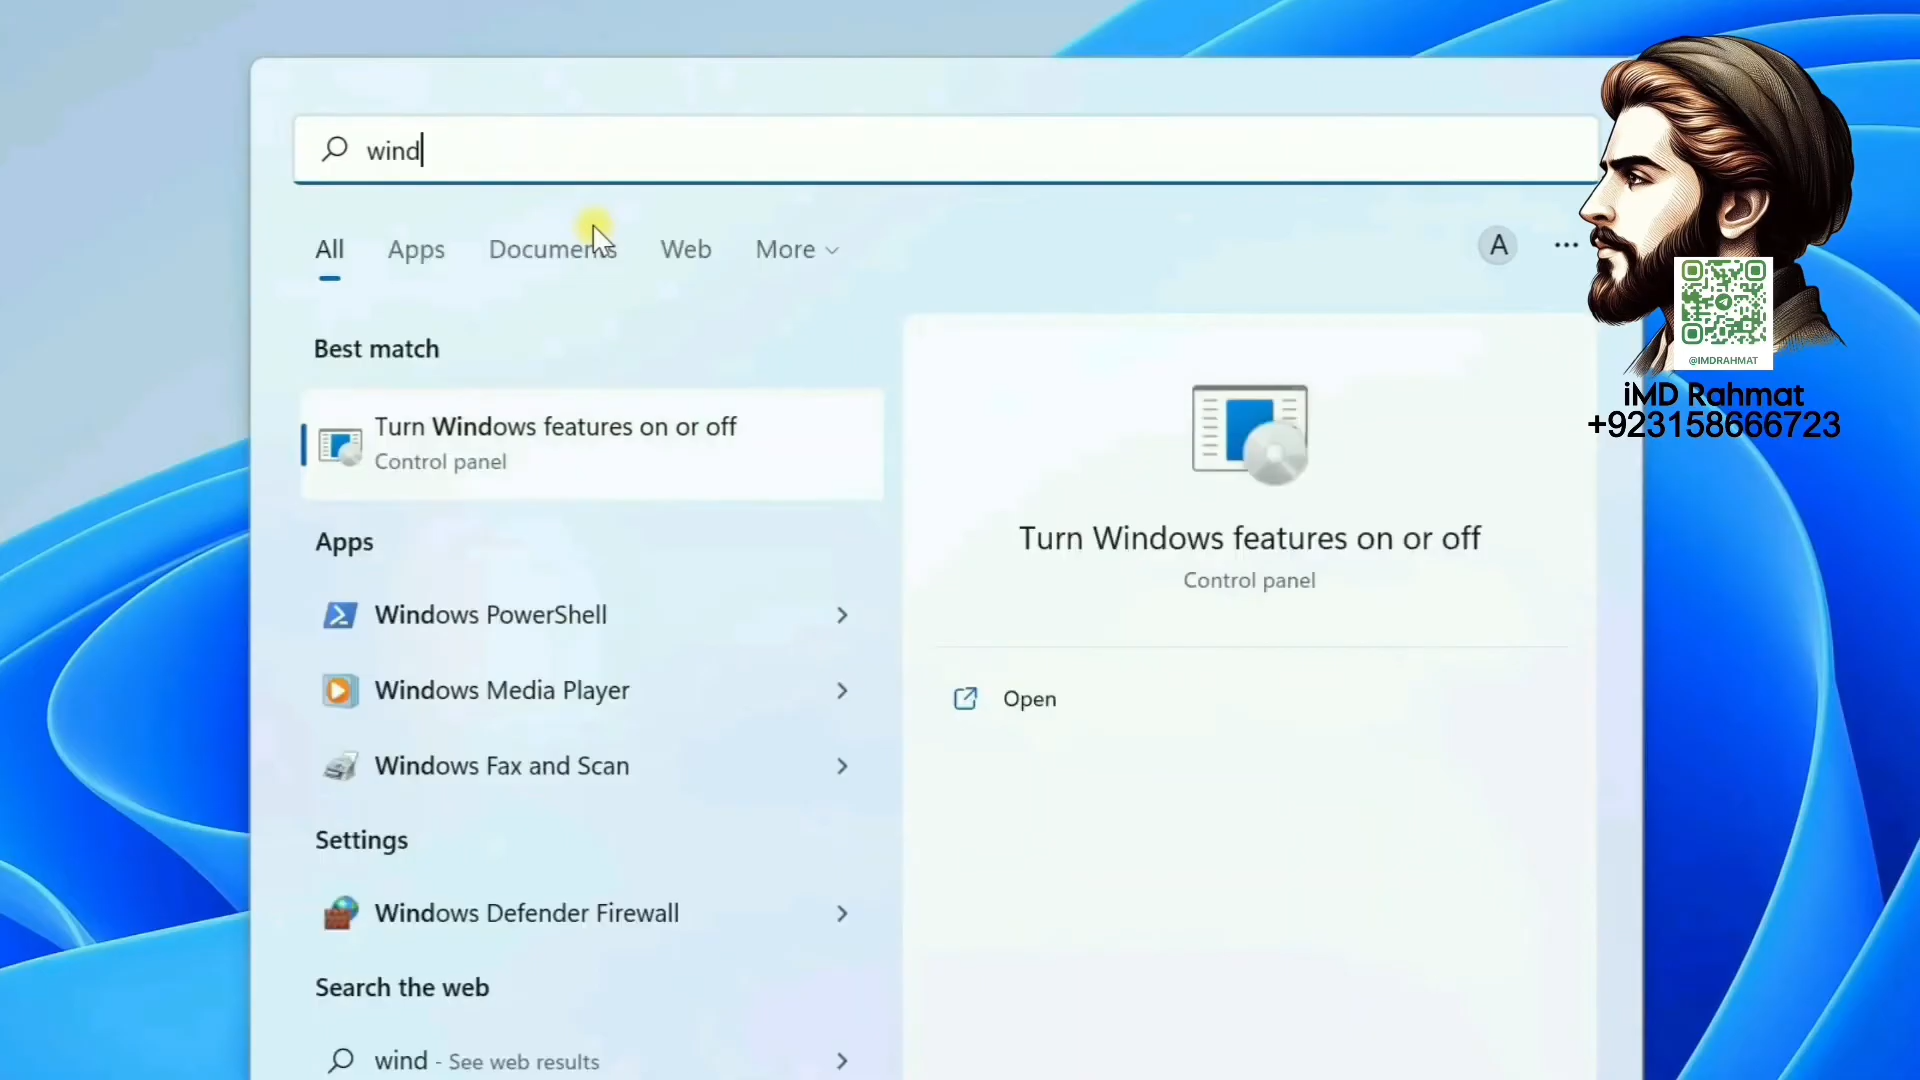 wind
All Apps Documents Web More A
Best match
Turn Windows features on or off
Control panel
Apps
Windows PowerShell
Windows Media Player
Windows Fax and Scan
Settings
Windows Defender Firewall
Search the web
wind - See web results
Turn Windows features on or off
Control panel
Open
@IMDRAHMAT
iMD Rahmat
+923158666723